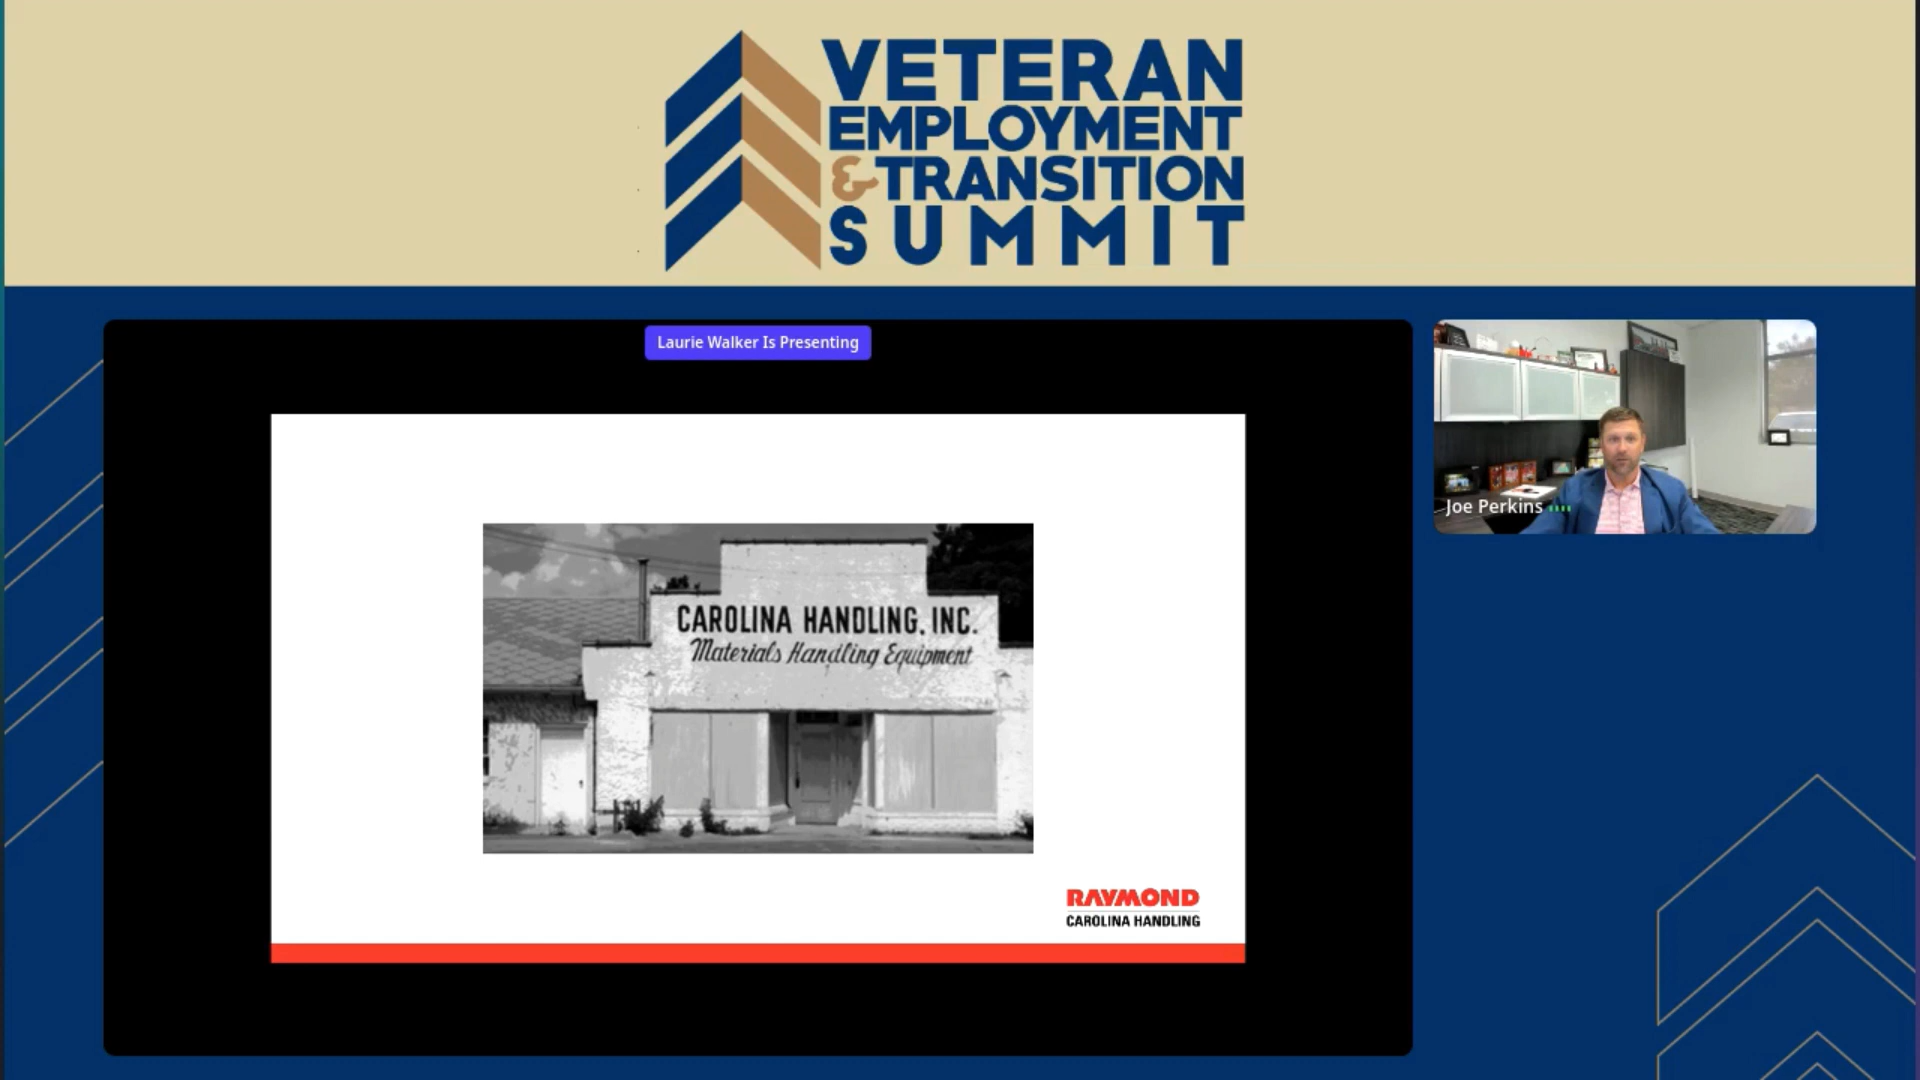 VETERAN
EMPLOYMENT
& TRANSITION
SUMMIT
Laurie Walker Is Presenting
CAROLINA HANDLING, INC.
Materials Handling Equipment
RAYMOND
CAROLINA HANDLING
Joe Perkins